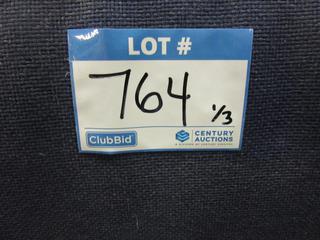 LOT #
764 1/3
ClubBid
CENTURY
AUCTIONS